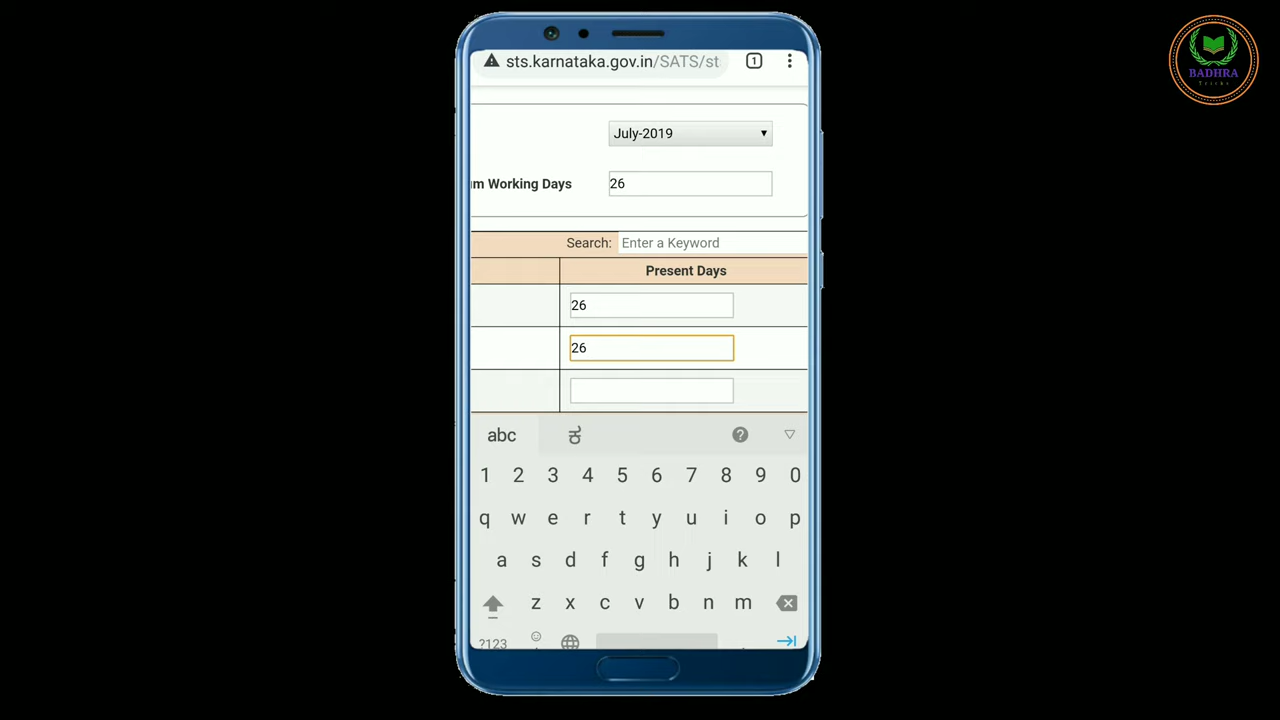 sts.karnataka.gov.in/SATS/st
1
BADHRA
Tricks
July-2019
m Working Days
26
Search:
Enter a Keyword
Present Days
26
26
abc ಕ
?
1 2 3 4 5 6 7 8 9 0
q w e r t y u i o p
a s d f g h j k l
z x c v b n m
?123